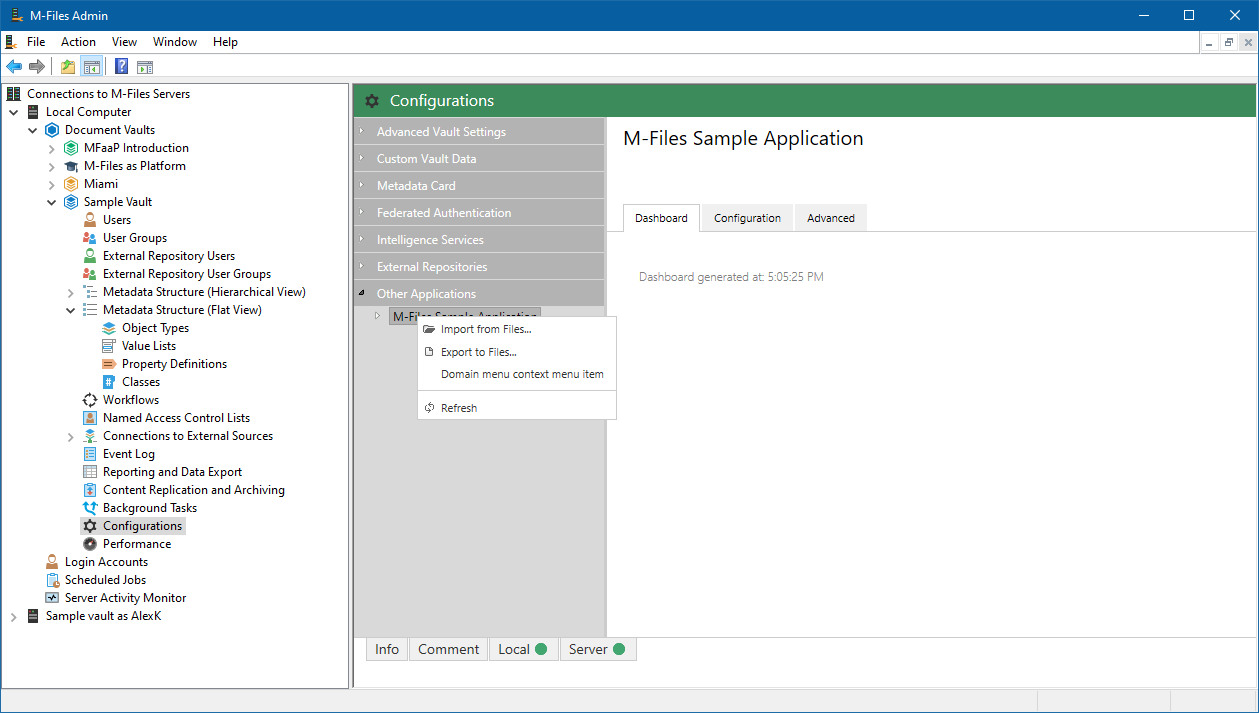 M-Files Admin
File Action View Window Help
Connections to M-Files Servers
Local Computer
Document Vaults
MFaaP Introduction
M-Files as Platform
Miami
Sample Vault
Users
User Groups
External Repository Users
External Repository User Groups
Metadata Structure (Hierarchical View)
Metadata Structure (Flat View)
Object Types
Value Lists
Property Definitions
Classes
Workflows
Named Access Control Lists
Connections to External Sources
Event Log
Reporting and Data Export
Content Replication and Archiving
Background Tasks
Configurations
Performance
Login Accounts
Scheduled Jobs
Server Activity Monitor
Sample vault as AlexK
Configurations
Advanced Vault Settings
Custom Vault Data
Metadata Card
Federated Authentication
Intelligence Services
External Repositories
Other Applications
M-Files Sample Application
Import from Files...
Export to Files...
Domain menu context menu item
Refresh
M-Files Sample Application
Dashboard Configuration Advanced
Dashboard generated at: 5:05:25 PM
Info Comment Local Server